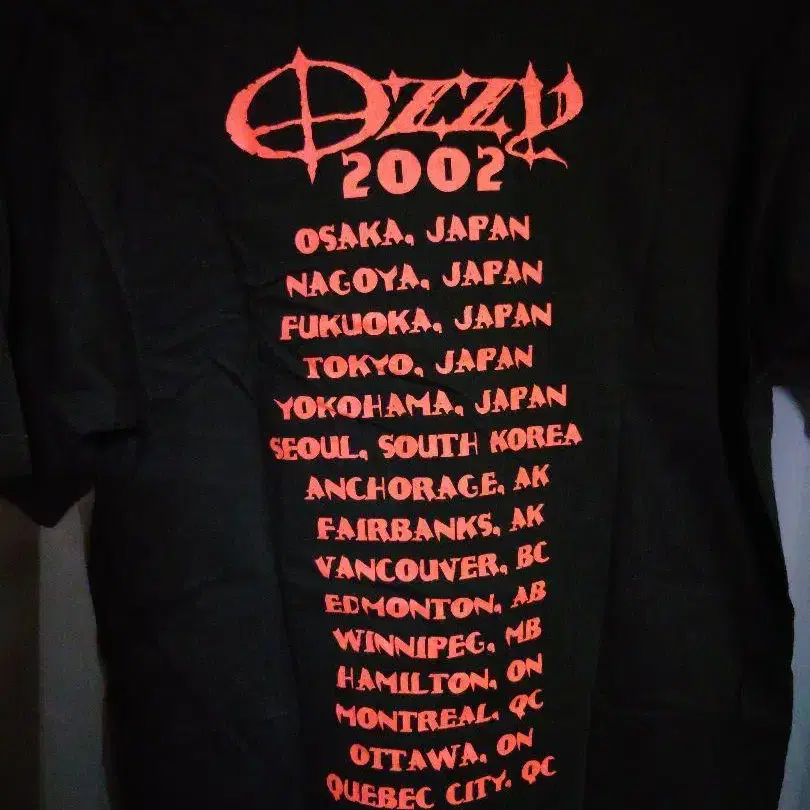 Ozzy
2002
OSAKA, JAPAN
NAGOYA, JAPAN
FUKUOKA, JAPAN
TOKYO, JAPAN
YOKOHAMA, JAPAN
SEOUL, SOUTH KOREA
ANCHORAGE, AK
FAIRBANKS, AK
VANCOUVER, BC
EDMONTON, AB
WINNIPEG, MB
HAMILTON, ON
MONTREAL, QC
OTTAWA, ON
QUEBEC CITY, QC